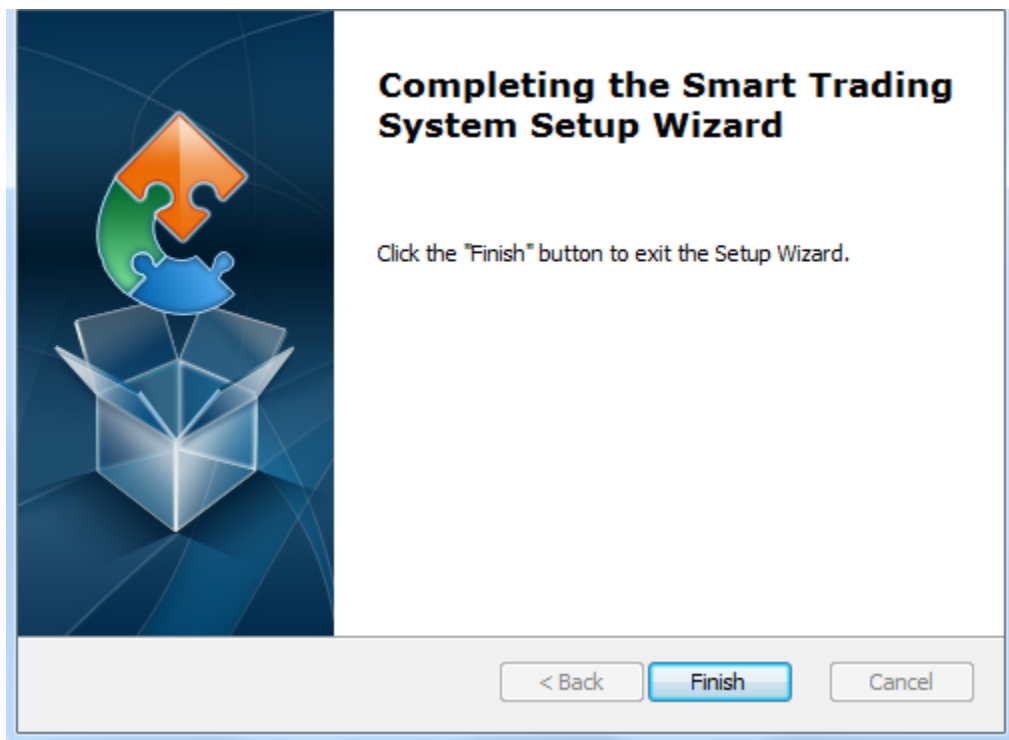 Completing the Smart Trading
System Setup Wizard
Click the "Finish" button to exit the Setup Wizard.
< Back
Finish
Cancel